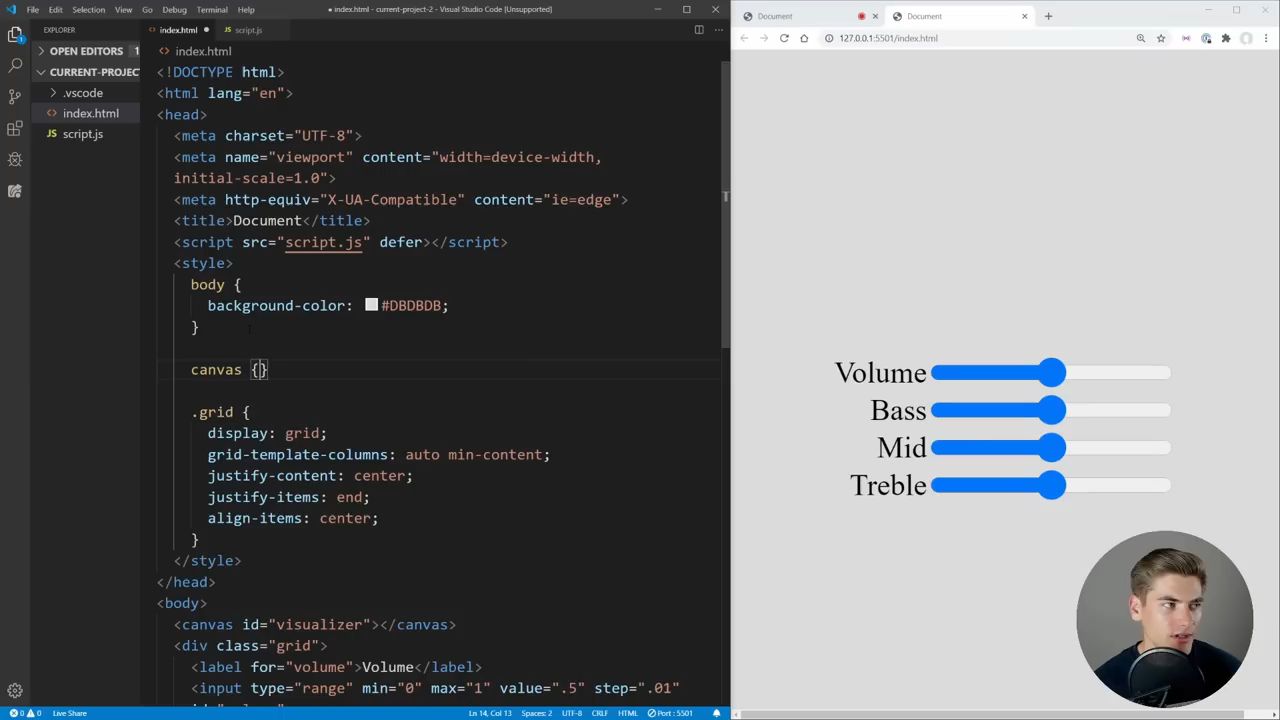 File Edit Selection View Go Debug Terminal Help
● index.html - current-project-2 - Visual Studio Code [Unsupported]
EXPLORER
OPEN EDITORS 1
CURRENT-PROJ
.vscode
index.html
script.js
index.html ● script.js
index.html
<!DOCTYPE html>
<html lang="en">
<head>
<meta charset="UTF-8">
<meta name="viewport" content="width=device-width,
initial-scale=1.0">
<meta http-equiv="X-UA-Compatible" content="ie=edge">
<title>Document</title>
<script src="script.js" defer></script>
<style>
body {
background-color: #DBDBDB;
}
canvas {}
.grid {
display: grid;
grid-template-columns: auto min-content;
justify-content: center;
justify-items: end;
align-items: center;
}
</style>
</head>
<body>
<canvas id="visualizer"></canvas>
<div class="grid">
<label for="volume">Volume</label>
<input type="range" min="0" max="1" value=".5" step=".01"
0 0 Live Share
Ln 14, Col 13 Spaces: 2 UTF-8 CRLF HTML Port : 5501
Document
Document
127.0.0.1:5501/index.html
Volume
Bass
Mid
Treble